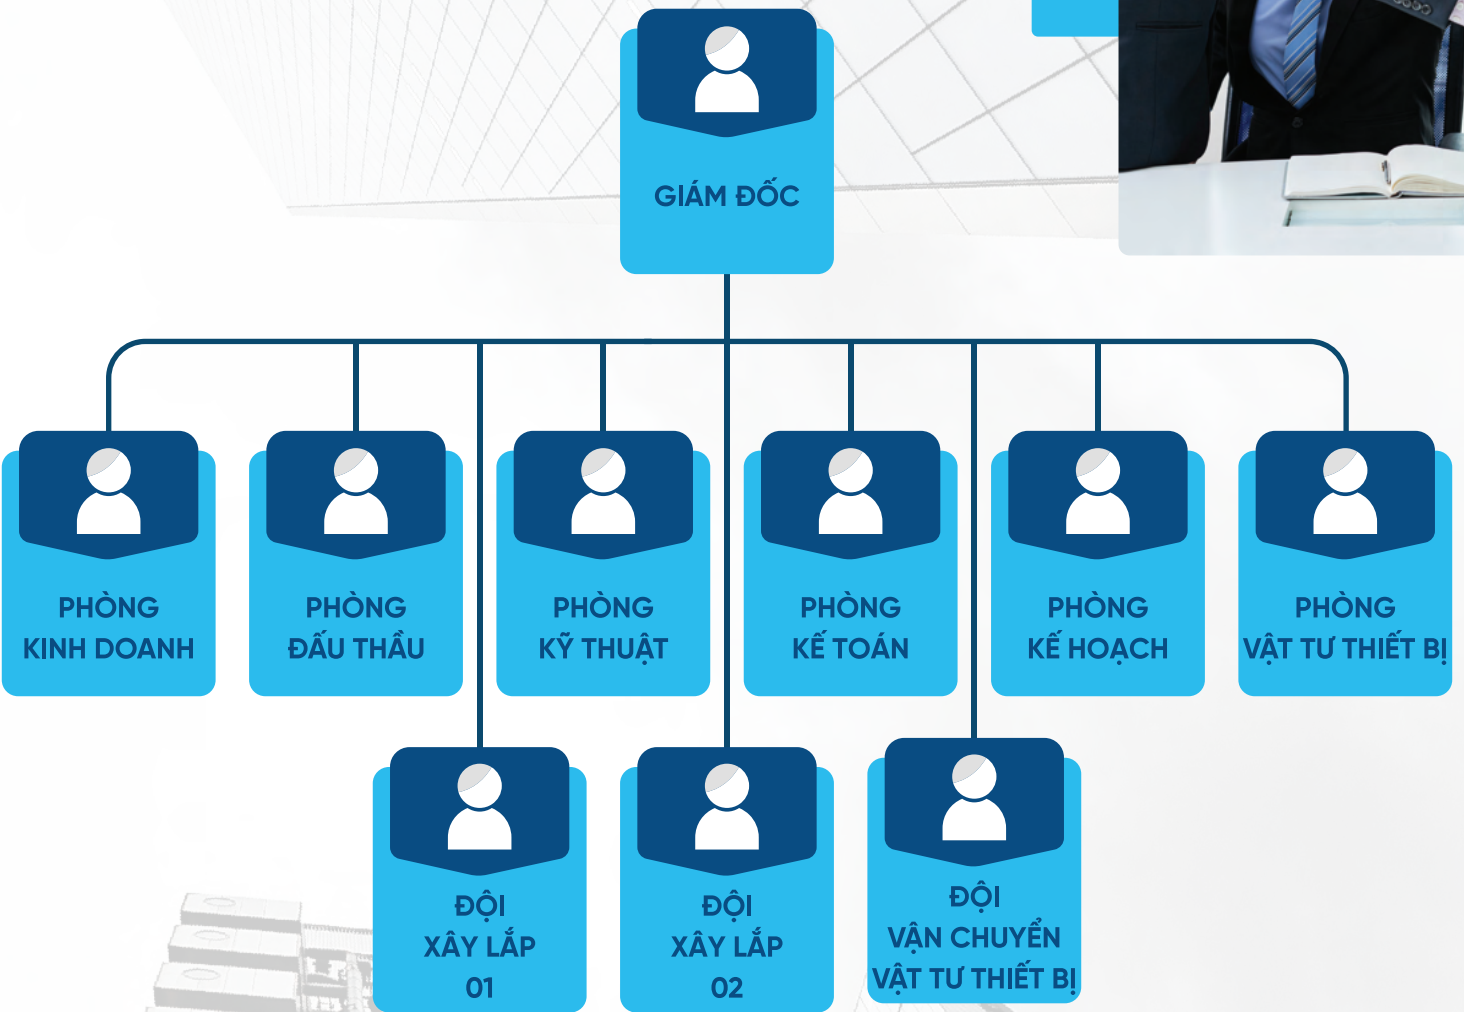 GIÁM ĐỐC
PHÒNG
KINH DOANH
PHÒNG
ĐẤU THẦU
PHÒNG
KỸ THUẬT
PHÒNG
KẾ TOÁN
PHÒNG
KẾ HOẠCH
PHÒNG
VẬT TƯ THIẾT BỊ
ĐỘI
XÂY LẮP
01
ĐỘI
XÂY LẮP
02
ĐỘI
VẬN CHUYỂN
VẬT TƯ THIẾT BỊ